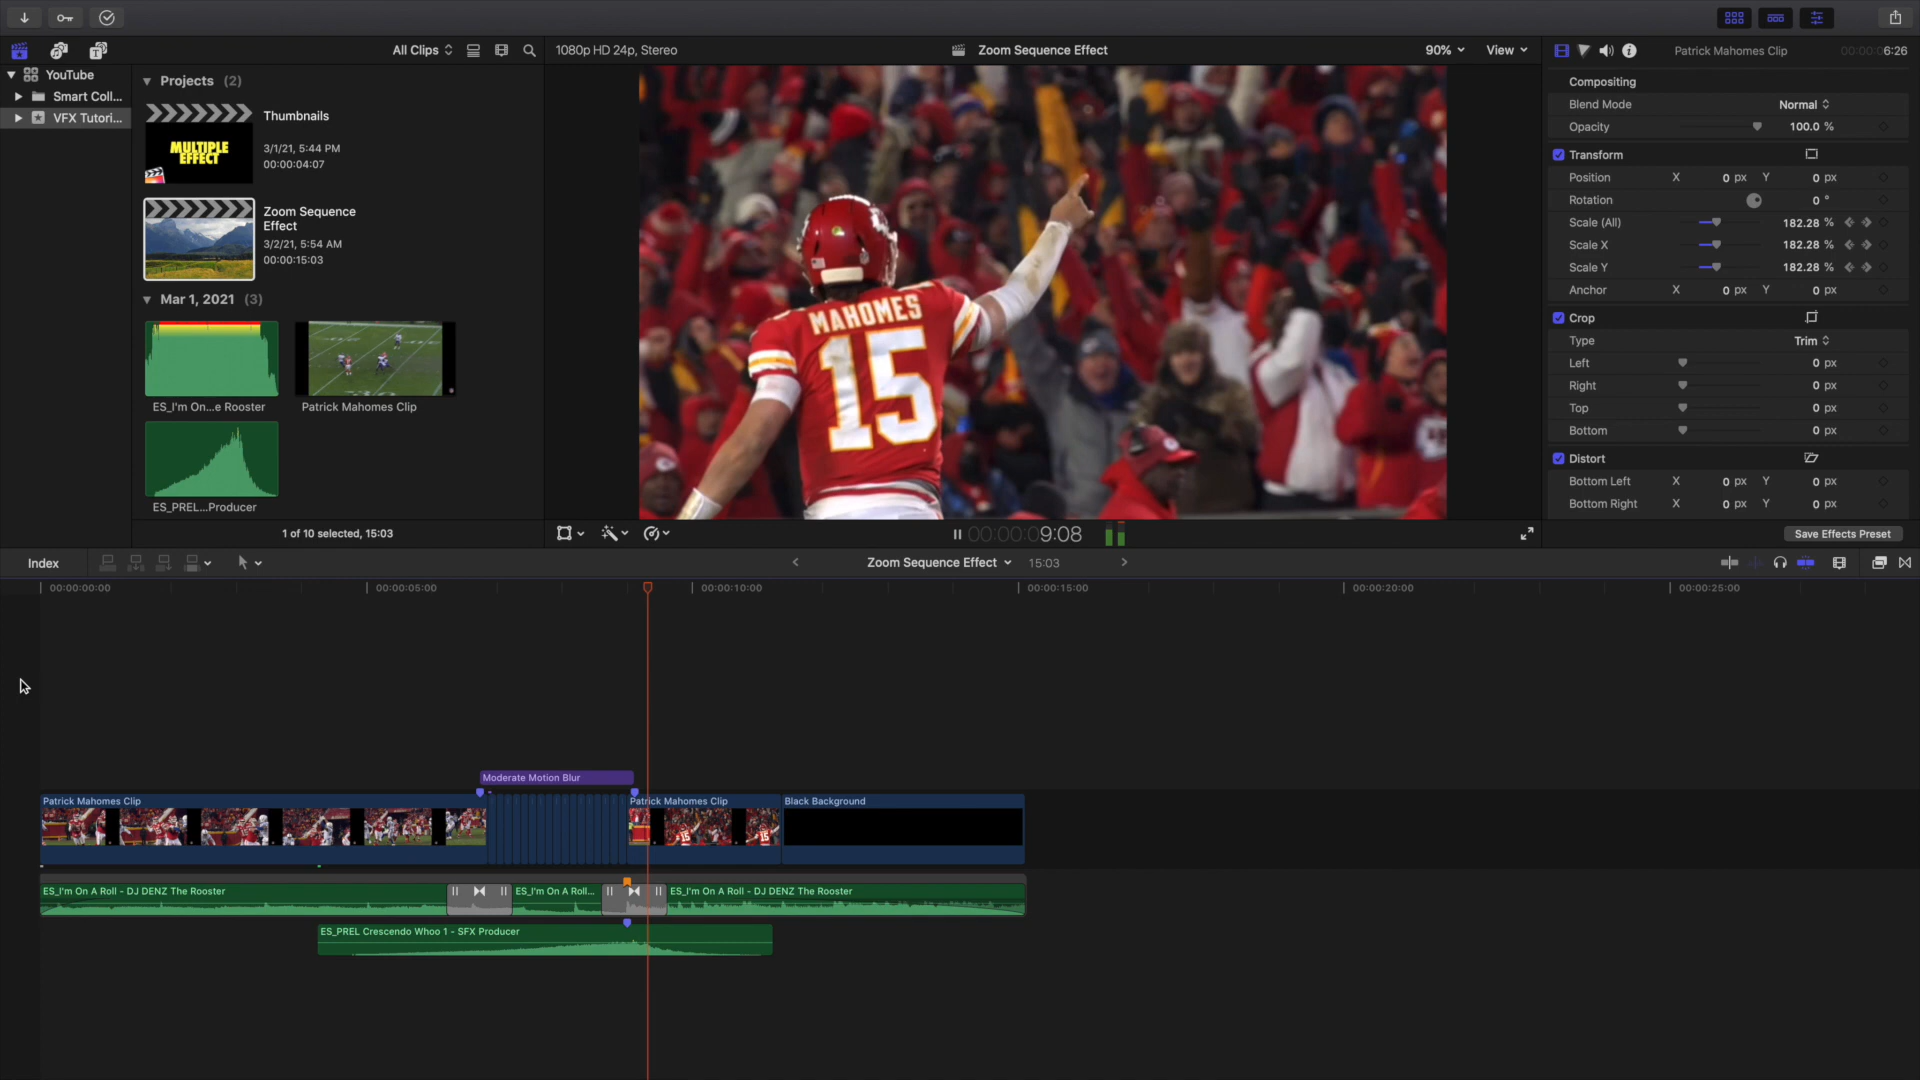 All Clips
1080p HD 24p, Stereo
Zoom Sequence Effect
90%
View
Patrick Mahomes Clip
00:00:06:26
YouTube
Smart Coll...
VFX Tutori...
Projects (2)
Thumbnails
3/1/21, 5:44 PM
00:00:04:07
MULTIPLE
EFFECT
Zoom Sequence
Effect
3/2/21, 5:54 AM
00:00:15:03
Mar 1, 2021 (3)
ES_I'm On...e Rooster
Patrick Mahomes Clip
ES_PREL...Producer
1 of 10 selected, 15:03
MAHOMES
15
00:00:00:09:08
Compositing
Blend Mode Normal
Opacity 100.0 %
Transform
Position X 0 px Y 0 px
Rotation 0 °
Scale (All) 182.28 %
Scale X 182.28 %
Scale Y 182.28 %
Anchor X 0 px Y 0 px
Crop
Type Trim
Left 0 px
Right 0 px
Top 0 px
Bottom 0 px
Distort
Bottom Left X 0 px Y 0 px
Bottom Right X 0 px Y 0 px
Save Effects Preset
Index
Zoom Sequence Effect 15:03
00:00:00:00 00:00:05:00 00:00:10:00 00:00:15:00 00:00:20:00 00:00:25:00
Moderate Motion Blur
Patrick Mahomes Clip
Patrick Mahomes Clip
Black Background
ES_I'm On A Roll - DJ DENZ The Rooster
ES_I'm On A Roll...
ES_I'm On A Roll - DJ DENZ The Rooster
ES_PREL Crescendo Whoo 1 - SFX Producer